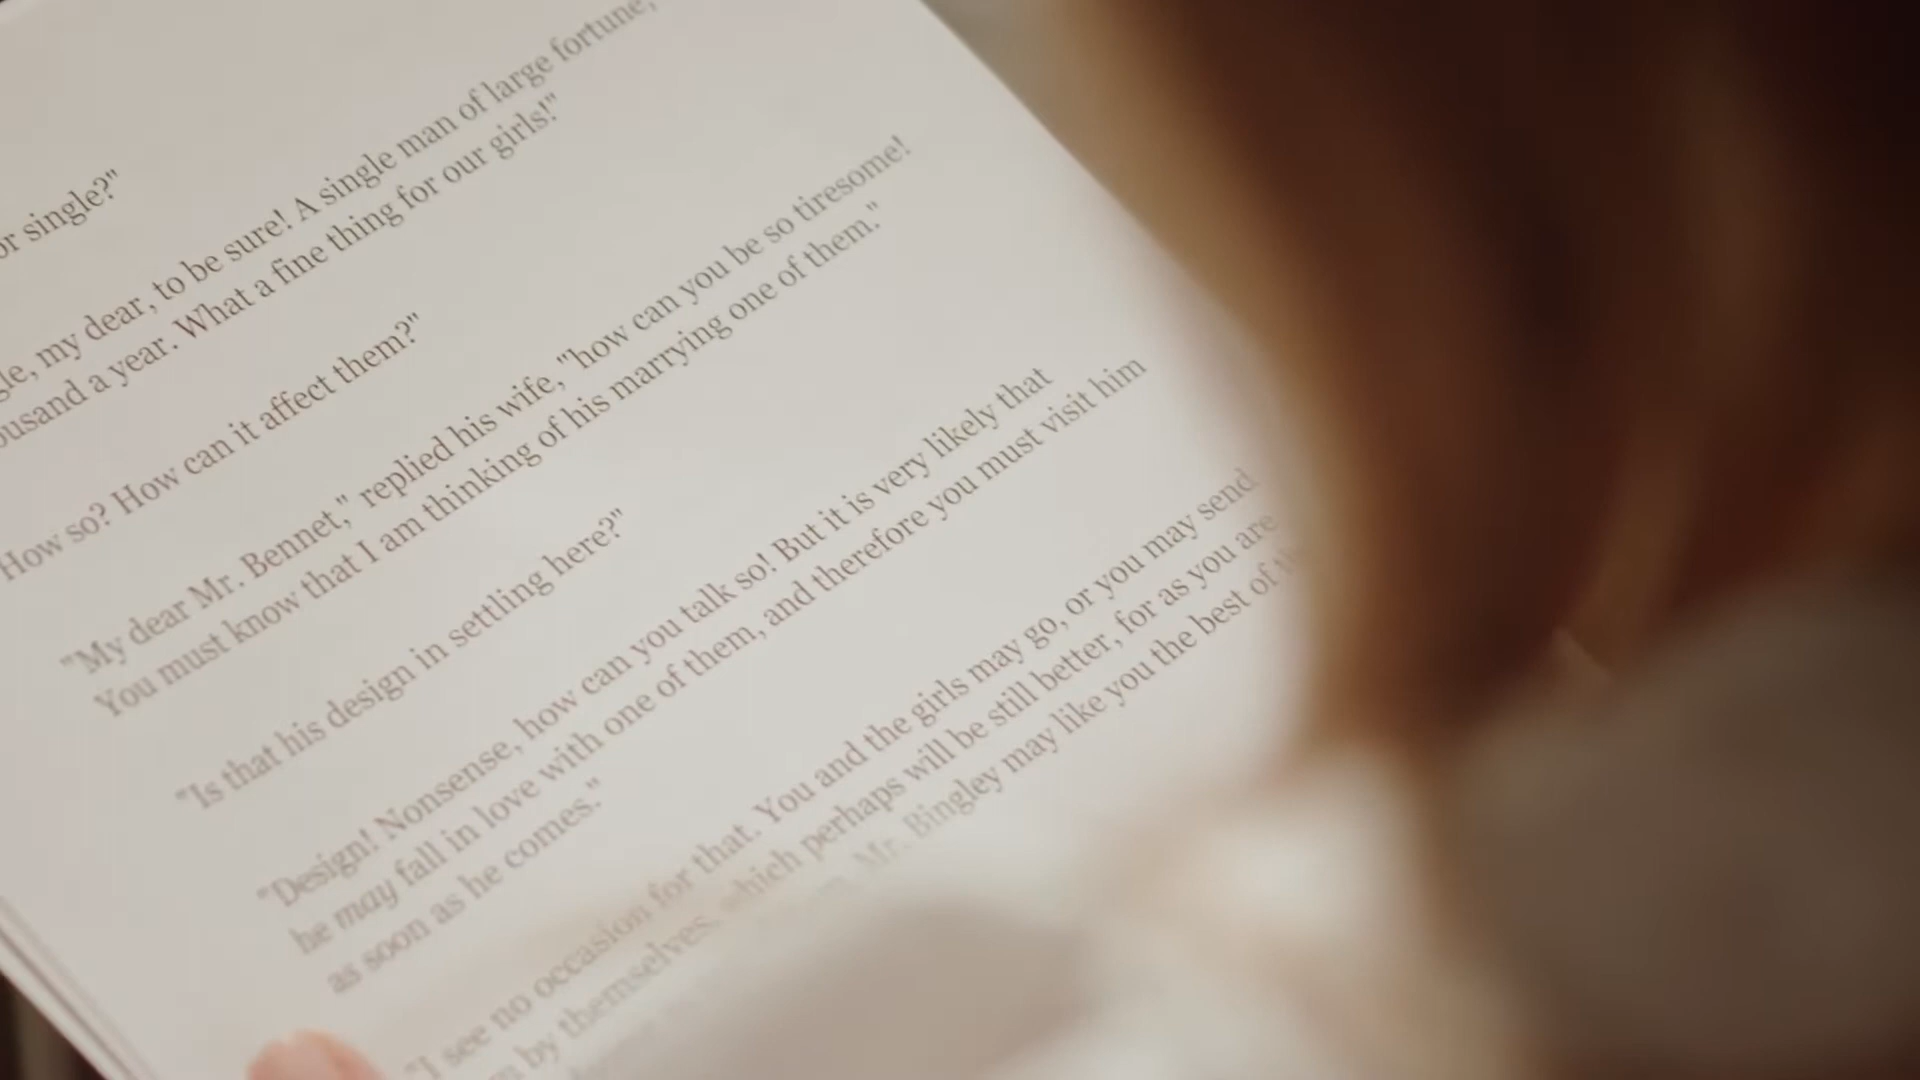 or single?"
my dear, to be sure! A single man of large fortune,
a year. What a fine thing for our girls!"
How so? How can it affect them?"
"My dear Mr. Bennet," replied his wife, "how can you be so tiresome!
You must know that I am thinking of his marrying one of them."
"Is that his design in settling here?"
"Design! Nonsense, how can you talk so! But it is very likely that
he may fall in love with one of them, and therefore you must visit him
as soon as he comes."
"I see no occasion for that. You and the girls may go, or you may send
by themselves, which perhaps will be still better, for as you are
Mr. Bingley may like you the best of